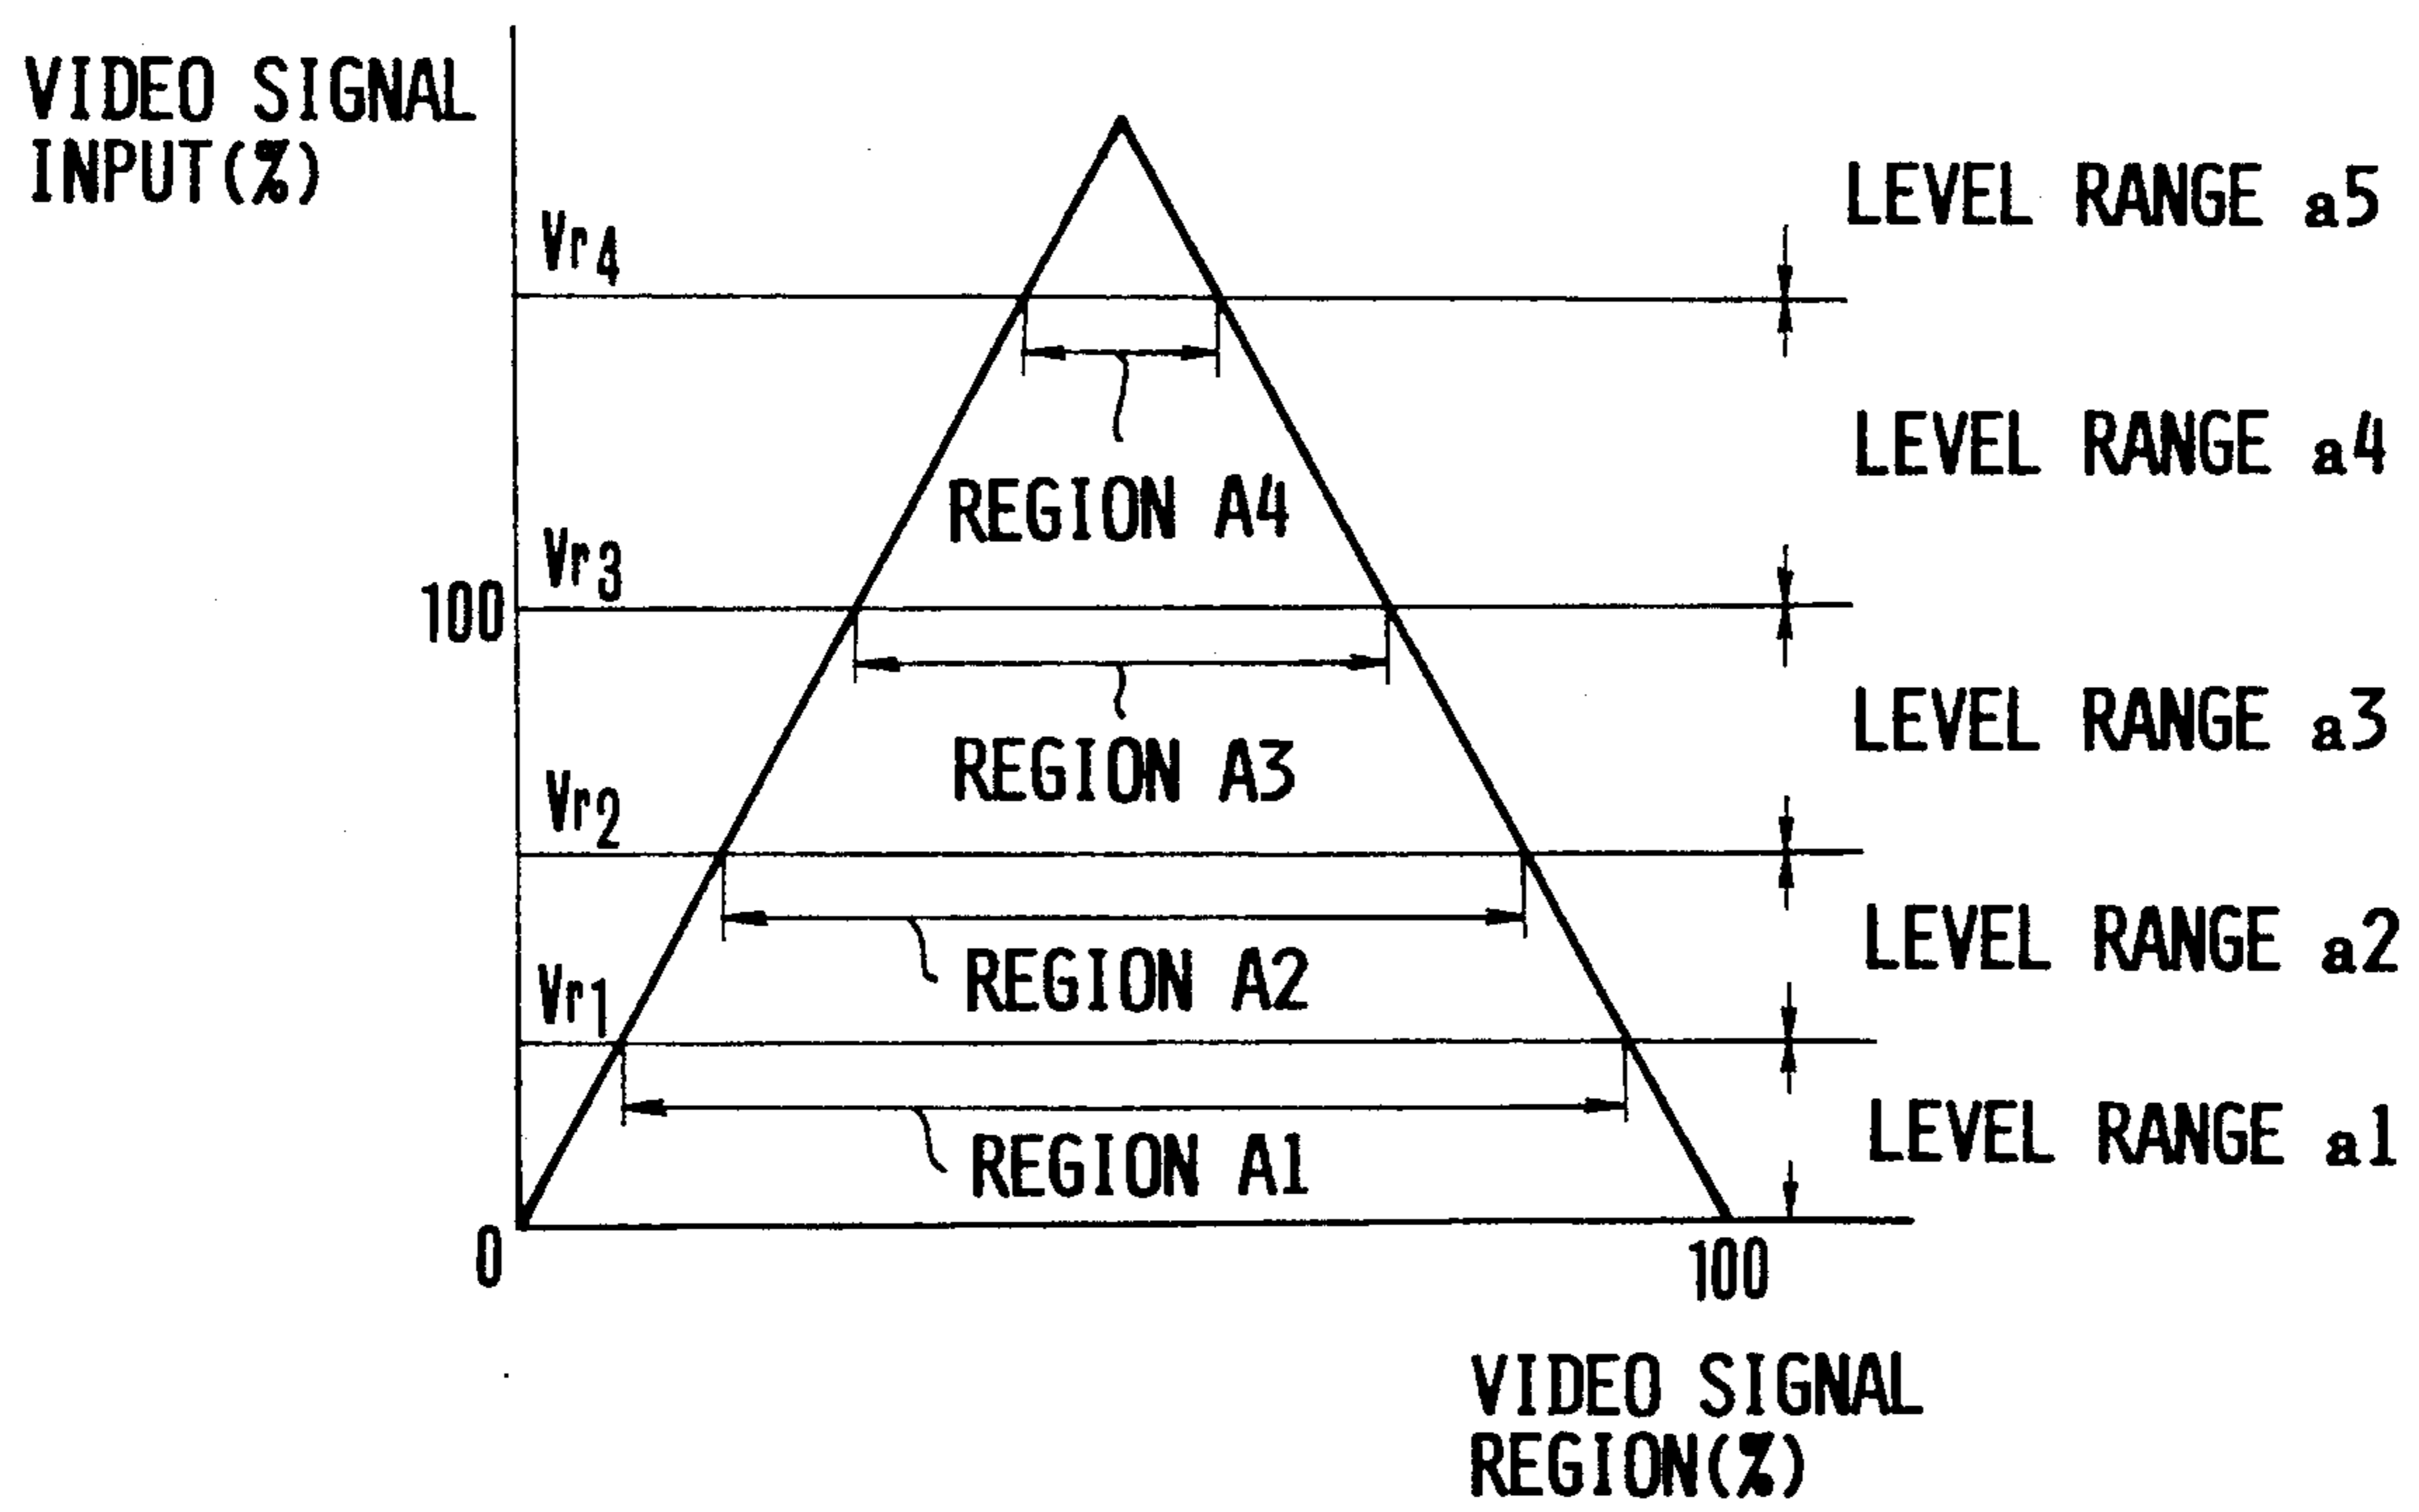 VIDEO SIGNAL
INPUT(%)
LEVEL RANGE a5
Vr4
LEVEL RANGE a4
REGION A4
Vr3
100
LEVEL RANGE a3
REGION A3
Vr2
LEVEL RANGE a2
REGION A2
Vr1
LEVEL RANGE a1
REGION A1
0
100
VIDEO SIGNAL
REGION(%)